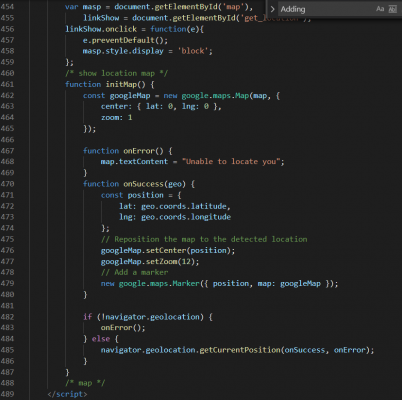 454 var masp = document.getElementById('map'),
455 linkShow = document.getElementById('get_location');
Adding Aa
456 linkShow.onclick = function(e){
457 e.preventDefault();
458 masp.style.display = 'block';
459 };
460 /* show location map */
461 function initMap() {
462 const googleMap = new google.maps.Map(map, {
463 center: { lat: 0, lng: 0 },
464 zoom: 1
465 });
466
467 function onError() {
468 map.textContent = "Unable to locate you";
469 }
470 function onSuccess(geo) {
471 const position = {
472 lat: geo.coords.latitude,
473 lng: geo.coords.longitude
474 };
475 // Reposition the map to the detected location
476 googleMap.setCenter(position);
477 googleMap.setZoom(12);
478 // Add a marker
479 new google.maps.Marker({ position, map: googleMap });
480 }
481
482 if (!navigator.geolocation) {
483 onError();
484 } else {
485 navigator.geolocation.getCurrentPosition(onSuccess, onError);
486 }
487 }
488 /* map */
489 </script>